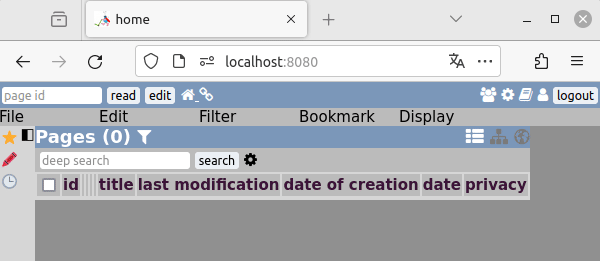 home
localhost:8080
page id read edit logout
File Edit Filter Bookmark Display
Pages (0)
deep search search
id title last modification date of creation date privacy